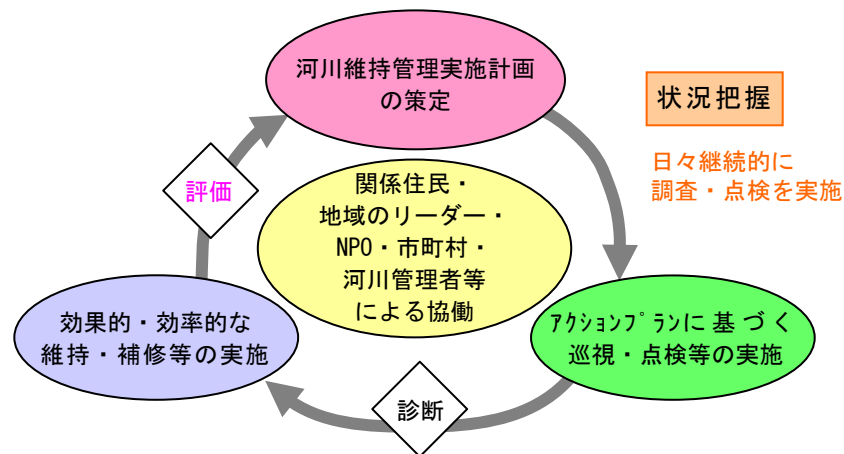 河川維持管理実施計画
の策定
状況把握
日々継続的に
調査・点検を実施
評価
関係住民・
地域のリーダー・
NPO・市町村・
河川管理者等
による協働
効果的・効率的な
維持・補修等の実施
ｱｸｼｮﾝﾌﾟﾗﾝに基づく
巡視・点検等の実施
診断